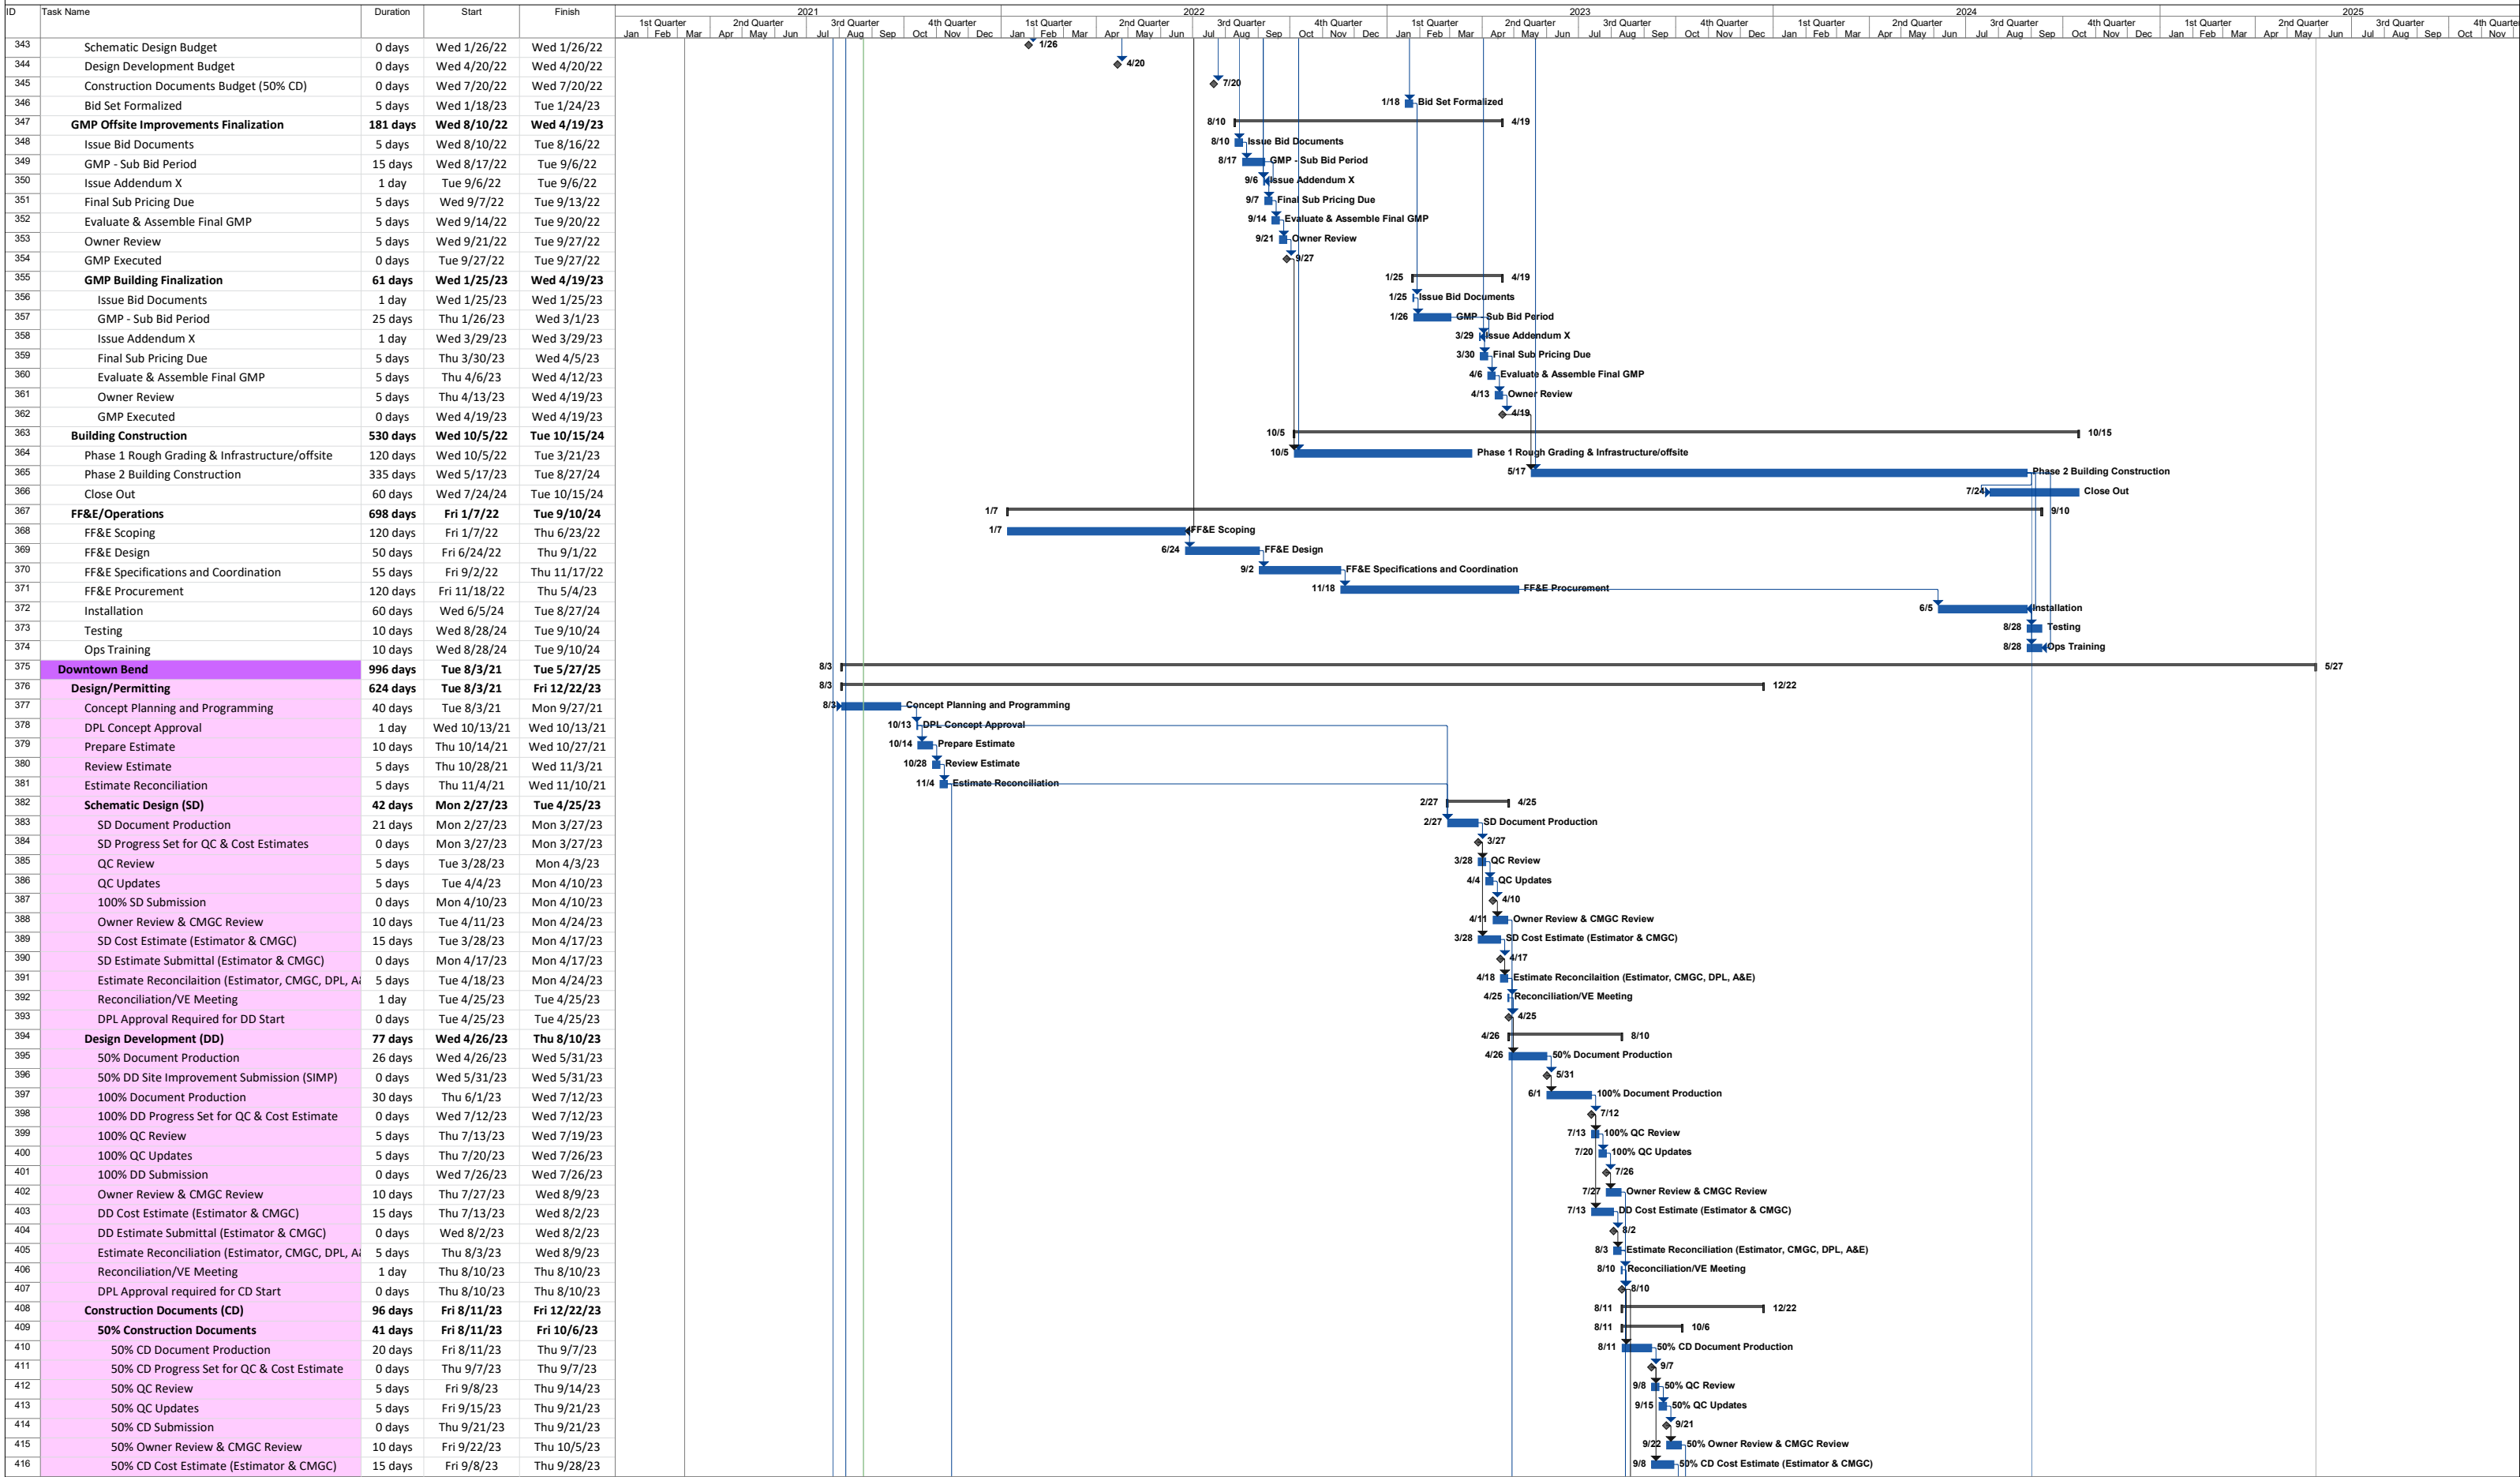 ID Task Name Duration Start Finish 2021 2022 2023 2024 2025
1st Quarter 2nd Quarter 3rd Quarter 4th Quarter 1st Quarter 2nd Quarter 3rd Quarter 4th Quarter 1st Quarter 2nd Quarter 3rd Quarter 4th Quarter 1st Quarter 2nd Quarter 3rd Quarter 4th Quarter 1st Quarter 2nd Quarter 3rd Quarter 4th Quarter
Jan Feb Mar Apr May Jun Jul Aug Sep Oct Nov Dec Jan Feb Mar Apr May Jun Jul Aug Sep Oct Nov Dec Jan Feb Mar Apr May Jun Jul Aug Sep Oct Nov Dec Jan Feb Mar Apr May Jun Jul Aug Sep Oct Nov Dec Jan Feb Mar Apr May Jun Jul Aug Sep Oct Nov
343 Schematic Design Budget 0 days Wed 1/26/22 Wed 1/26/22 1/26
344 Design Development Budget 0 days Wed 4/20/22 Wed 4/20/22 4/20
345 Construction Documents Budget (50% CD) 0 days Wed 7/20/22 Wed 7/20/22 7/20
346 Bid Set Formalized 5 days Wed 1/18/23 Tue 1/24/23 1/18 Bid Set Formalized
347 GMP Offsite Improvements Finalization 181 days Wed 8/10/22 Wed 4/19/23 8/10 4/19
348 Issue Bid Documents 5 days Wed 8/10/22 Tue 8/16/22 8/10 Issue Bid Documents
349 GMP - Sub Bid Period 15 days Wed 8/17/22 Tue 9/6/22 8/17 GMP - Sub Bid Period
350 Issue Addendum X 1 day Tue 9/6/22 Tue 9/6/22 9/6 Issue Addendum X
351 Final Sub Pricing Due 5 days Wed 9/7/22 Tue 9/13/22 9/7 Final Sub Pricing Due
352 Evaluate & Assemble Final GMP 5 days Wed 9/14/22 Tue 9/20/22 9/14 Evaluate & Assemble Final GMP
353 Owner Review 5 days Wed 9/21/22 Tue 9/27/22 9/21 Owner Review
354 GMP Executed 0 days Tue 9/27/22 Tue 9/27/22 9/27
355 GMP Building Finalization 61 days Wed 1/25/23 Wed 4/19/23 1/25 4/19
356 Issue Bid Documents 1 day Wed 1/25/23 Wed 1/25/23 1/25 Issue Bid Documents
357 GMP - Sub Bid Period 25 days Thu 1/26/23 Wed 3/1/23 1/26 GMP - Sub Bid Period
358 Issue Addendum X 1 day Wed 3/29/23 Wed 3/29/23 3/29 Issue Addendum X
359 Final Sub Pricing Due 5 days Thu 3/30/23 Wed 4/5/23 3/30 Final Sub Pricing Due
360 Evaluate & Assemble Final GMP 5 days Thu 4/6/23 Wed 4/12/23 4/6 Evaluate & Assemble Final GMP
361 Owner Review 5 days Thu 4/13/23 Wed 4/19/23 4/13 Owner Review
362 GMP Executed 0 days Wed 4/19/23 Wed 4/19/23 4/19
363 Building Construction 530 days Wed 10/5/22 Tue 10/15/24 10/5 10/15
364 Phase 1 Rough Grading & Infrastructure/offsite 120 days Wed 10/5/22 Tue 3/21/23 10/5 Phase 1 Rough Grading & Infrastructure/offsite
365 Phase 2 Building Construction 335 days Wed 5/17/23 Tue 8/27/24 5/17 Phase 2 Building Construction
366 Close Out 60 days Wed 7/24/24 Tue 10/15/24 7/24 Close Out
367 FF&E/Operations 698 days Fri 1/7/22 Tue 9/10/24 1/7 9/10
368 FF&E Scoping 120 days Fri 1/7/22 Thu 6/23/22 1/7 FF&E Scoping
369 FF&E Design 50 days Fri 6/24/22 Thu 9/1/22 6/24 FF&E Design
370 FF&E Specifications and Coordination 55 days Fri 9/2/22 Thu 11/17/22 9/2 FF&E Specifications and Coordination
371 FF&E Procurement 120 days Fri 11/18/22 Thu 5/4/23 11/18 FF&E Procurement
372 Installation 60 days Wed 6/5/24 Tue 8/27/24 6/5 Installation
373 Testing 10 days Wed 8/28/24 Tue 9/10/24 8/28 Testing
374 Ops Training 10 days Wed 8/28/24 Tue 9/10/24 8/28 Ops Training
375 Downtown Bend 996 days Tue 8/3/21 Tue 5/27/25 8/3 5/27
376 Design/Permitting 624 days Tue 8/3/21 Fri 12/22/23 8/3 12/22
377 Concept Planning and Programming 40 days Tue 8/3/21 Mon 9/27/21 8/3 Concept Planning and Programming
378 DPL Concept Approval 1 day Wed 10/13/21 Wed 10/13/21 10/13 DPL Concept Approval
379 Prepare Estimate 10 days Thu 10/14/21 Wed 10/27/21 10/14 Prepare Estimate
380 Review Estimate 5 days Thu 10/28/21 Wed 11/3/21 10/28 Review Estimate
381 Estimate Reconciliation 5 days Thu 11/4/21 Wed 11/10/21 11/4 Estimate Reconciliation
382 Schematic Design (SD) 42 days Mon 2/27/23 Tue 4/25/23 2/27 4/25
383 SD Document Production 21 days Mon 2/27/23 Mon 3/27/23 2/27 SD Document Production
384 SD Progress Set for QC & Cost Estimates 0 days Mon 3/27/23 Mon 3/27/23 3/27
385 QC Review 5 days Tue 3/28/23 Mon 4/3/23 3/28 QC Review
386 QC Updates 5 days Tue 4/4/23 Mon 4/10/23 4/4 QC Updates
387 100% SD Submission 0 days Mon 4/10/23 Mon 4/10/23 4/10
388 Owner Review & CMGC Review 10 days Tue 4/11/23 Mon 4/24/23 4/11 Owner Review & CMGC Review
389 SD Cost Estimate (Estimator & CMGC) 15 days Tue 3/28/23 Mon 4/17/23 3/28 SD Cost Estimate (Estimator & CMGC)
390 SD Estimate Submittal (Estimator & CMGC) 0 days Mon 4/17/23 Mon 4/17/23 4/17
391 Estimate Reconcilaition (Estimator, CMGC, DPL, A& 5 days Tue 4/18/23 Mon 4/24/23 4/18 Estimate Reconcilaition (Estimator, CMGC, DPL, A&E)
392 Reconciliation/VE Meeting 1 day Tue 4/25/23 Tue 4/25/23 4/25 Reconciliation/VE Meeting
393 DPL Approval Required for DD Start 0 days Tue 4/25/23 Tue 4/25/23 4/25
394 Design Development (DD) 77 days Wed 4/26/23 Thu 8/10/23 4/26 8/10
395 50% Document Production 26 days Wed 4/26/23 Wed 5/31/23 4/26 50% Document Production
396 50% DD Site Improvement Submission (SIMP) 0 days Wed 5/31/23 Wed 5/31/23 5/31
397 100% Document Production 30 days Thu 6/1/23 Wed 7/12/23 6/1 100% Document Production
398 100% DD Progress Set for QC & Cost Estimate 0 days Wed 7/12/23 Wed 7/12/23 7/12
399 100% QC Review 5 days Thu 7/13/23 Wed 7/19/23 7/13 100% QC Review
400 100% QC Updates 5 days Thu 7/20/23 Wed 7/26/23 7/20 100% QC Updates
401 100% DD Submission 0 days Wed 7/26/23 Wed 7/26/23 7/26
402 Owner Review & CMGC Review 10 days Thu 7/27/23 Wed 8/9/23 7/27 Owner Review & CMGC Review
403 DD Cost Estimate (Estimator & CMGC) 15 days Thu 7/13/23 Wed 8/2/23 7/13 DD Cost Estimate (Estimator & CMGC)
404 DD Estimate Submittal (Estimator & CMGC) 0 days Wed 8/2/23 Wed 8/2/23 8/2
405 Estimate Reconciliation (Estimator, CMGC, DPL, A& 5 days Thu 8/3/23 Wed 8/9/23 8/3 Estimate Reconciliation (Estimator, CMGC, DPL, A&E)
406 Reconciliation/VE Meeting 1 day Thu 8/10/23 Thu 8/10/23 8/10 Reconciliation/VE Meeting
407 DPL Approval required for CD Start 0 days Thu 8/10/23 Thu 8/10/23 8/10
408 Construction Documents (CD) 96 days Fri 8/11/23 Fri 12/22/23 8/11 12/22
409 50% Construction Documents 41 days Fri 8/11/23 Fri 10/6/23 8/11 10/6
410 50% CD Document Production 20 days Fri 8/11/23 Thu 9/7/23 8/11 50% CD Document Production
411 50% CD Progress Set for QC & Cost Estimate 0 days Thu 9/7/23 Thu 9/7/23 9/7
412 50% QC Review 5 days Fri 9/8/23 Thu 9/14/23 9/8 50% QC Review
413 50% QC Updates 5 days Fri 9/15/23 Thu 9/21/23 9/15 50% QC Updates
414 50% CD Submission 0 days Thu 9/21/23 Thu 9/21/23 9/21
415 50% Owner Review & CMGC Review 10 days Fri 9/22/23 Thu 10/5/23 9/22 50% Owner Review & CMGC Review
416 50% CD Cost Estimate (Estimator & CMGC) 15 days Fri 9/8/23 Thu 9/28/23 9/8 50% CD Cost Estimate (Estimator & CMGC)